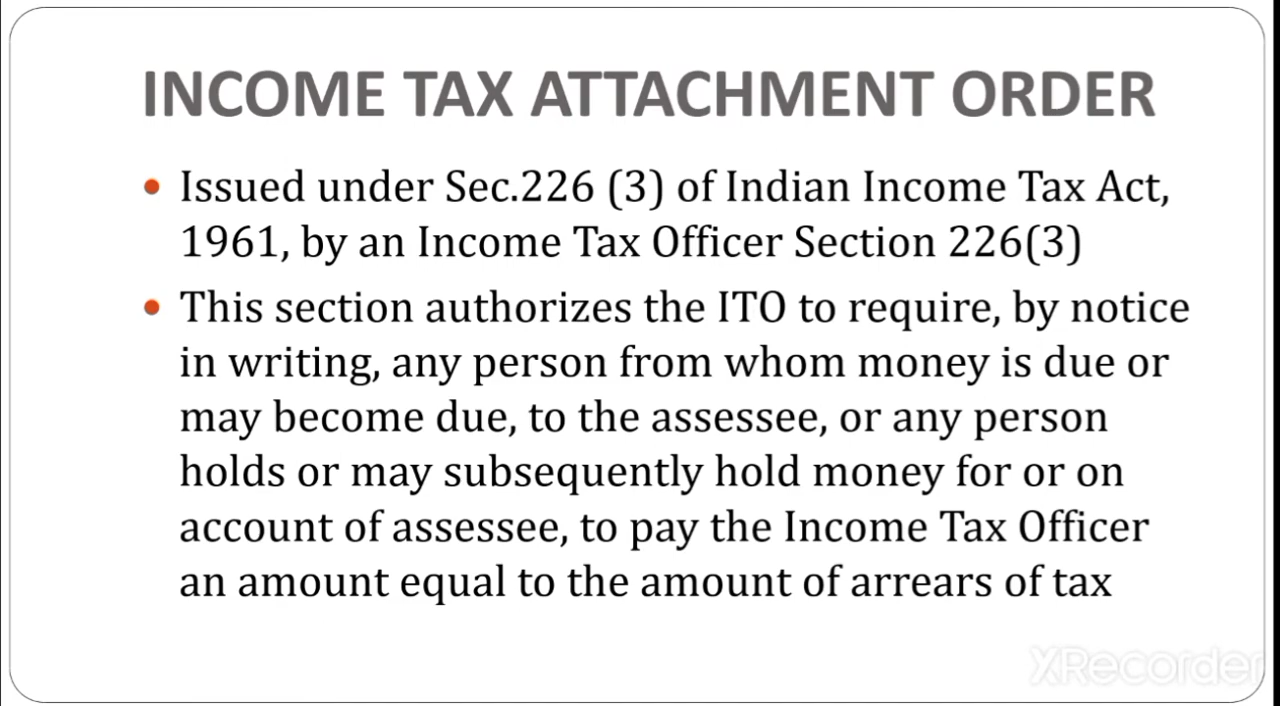 INCOME TAX ATTACHMENT ORDER
• Issued under Sec.226 (3) of Indian Income Tax Act,
1961, by an Income Tax Officer Section 226(3)
• This section authorizes the ITO to require, by notice
in writing, any person from whom money is due or
may become due, to the assessee, or any person
holds or may subsequently hold money for or on
account of assessee, to pay the Income Tax Officer
an amount equal to the amount of arrears of tax
XRecorder